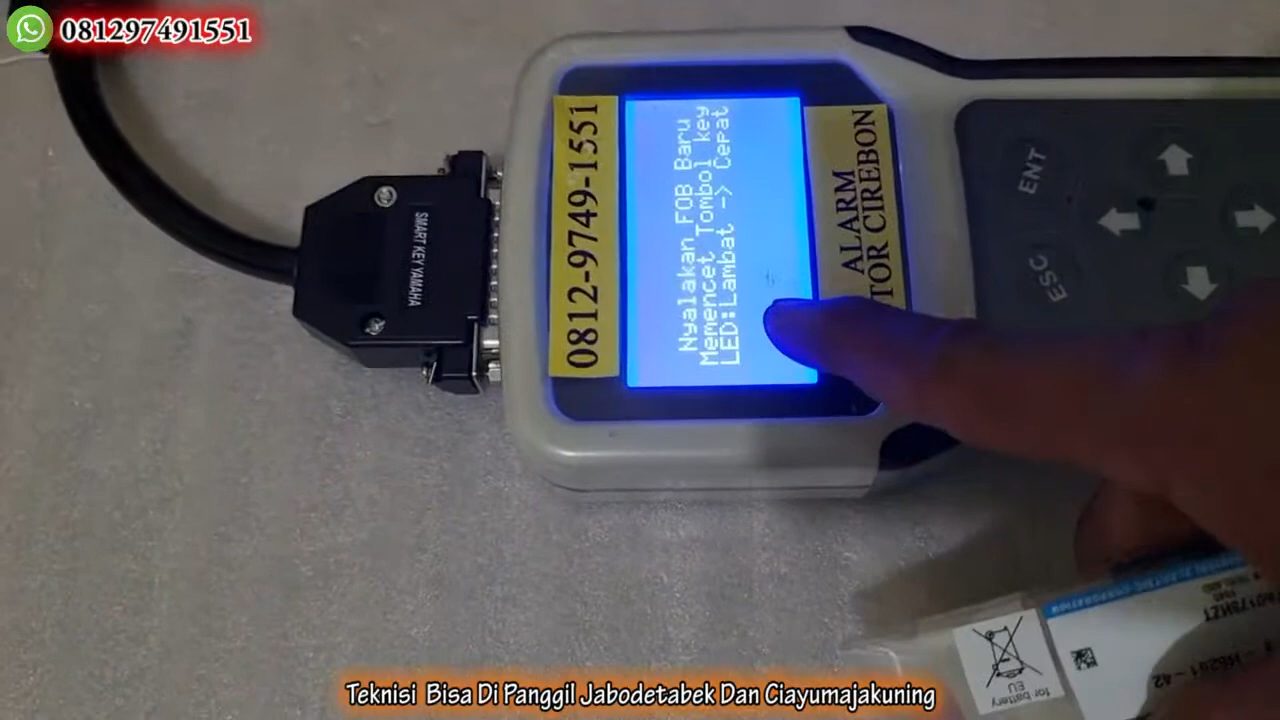 081297491551
SMART KEY YAMAHA
0812-9749-1551
Nyalakan FOB Baru
Memencet Tombol key
LED:Lambat -> Cepat
ALARM
TOR CIREBON
ENT
ESC
for battery
EU
Teknisi Bisa Di Panggil Jabodetabek Dan Ciayumajakuning